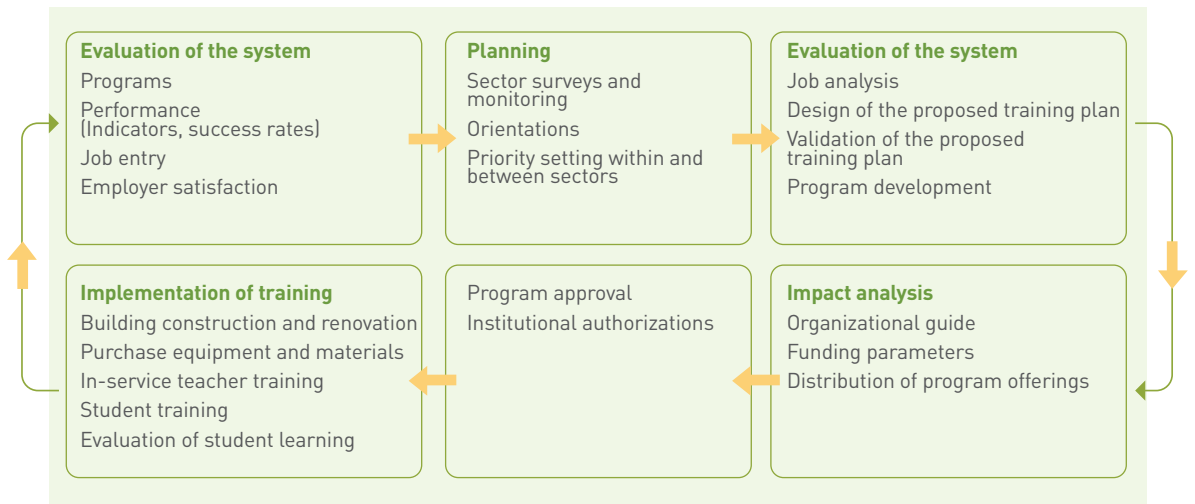 Evaluation of the system
Programs
Performance
(Indicators, success rates)
Job entry
Employer satisfaction
Planning
Sector surveys and
monitoring
Orientations
Priority setting within and
between sectors
Evaluation of the system
Job analysis
Design of the proposed training plan
Validation of the proposed
training plan
Program development
Implementation of training
Building construction and renovation
Purchase equipment and materials
In-service teacher training
Student training
Evaluation of student learning
Program approval
Institutional authorizations
Impact analysis
Organizational guide
Funding parameters
Distribution of program offerings